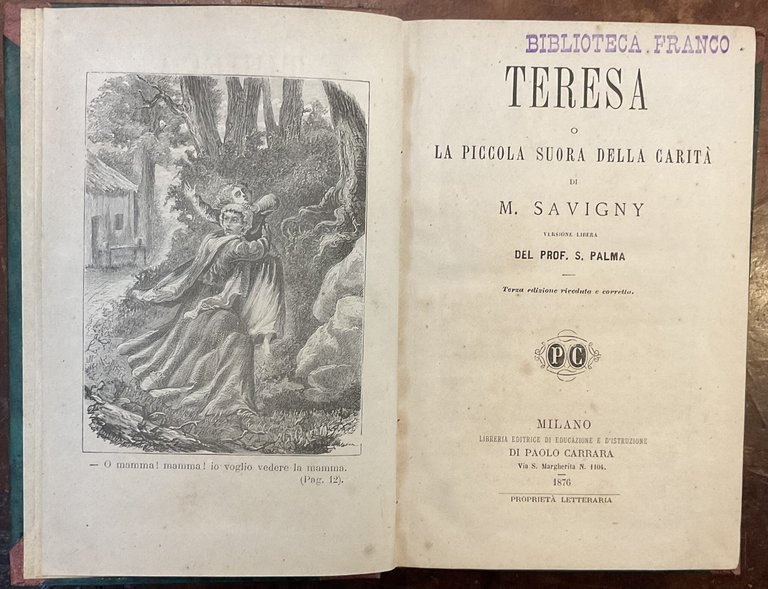 — O mamma! mamma! io voglio vedere la mamma.
(Pag. 12).
BIBLIOTECA FRANCO
TERESA
O
LA PICCOLA SUORA DELLA CARITÀ
DI
M. SAVIGNY
VERSIONE LIBERA
DEL PROF. S. PALMA
Terza edizione riveduta e corretta.
PC
MILANO
LIBRERIA EDITRICE DI EDUCAZIONE E D'ISTRUZIONE
DI PAOLO CARRARA
Via S. Margherita N. 1104.
1876
PROPRIETÀ LETTERARIA